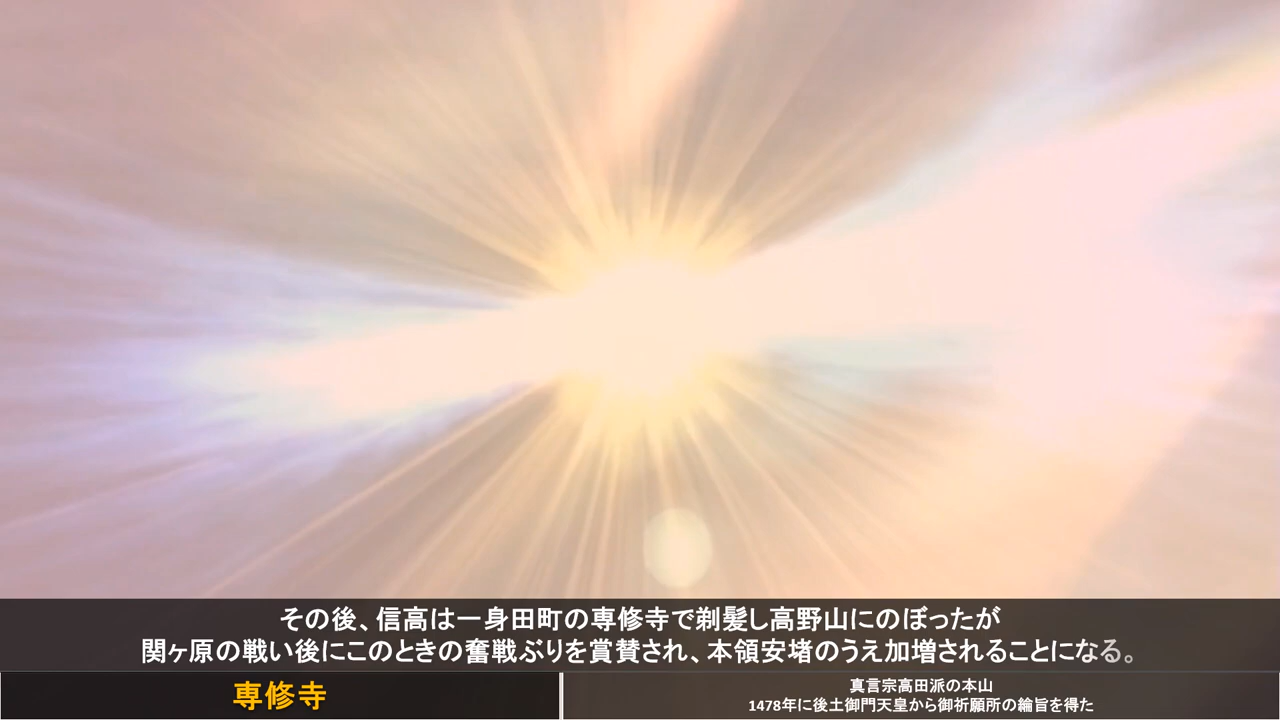 その後、信高は一身田町の専修寺で剃髪し高野山にのぼったが
関ヶ原の戦い後にこのときの奮戦ぶりを賞賛され、本領安堵のうえ加増されることになる。
専修寺
真言宗高田派の本山
1478年に後土御門天皇から御祈願所の綸旨を得た